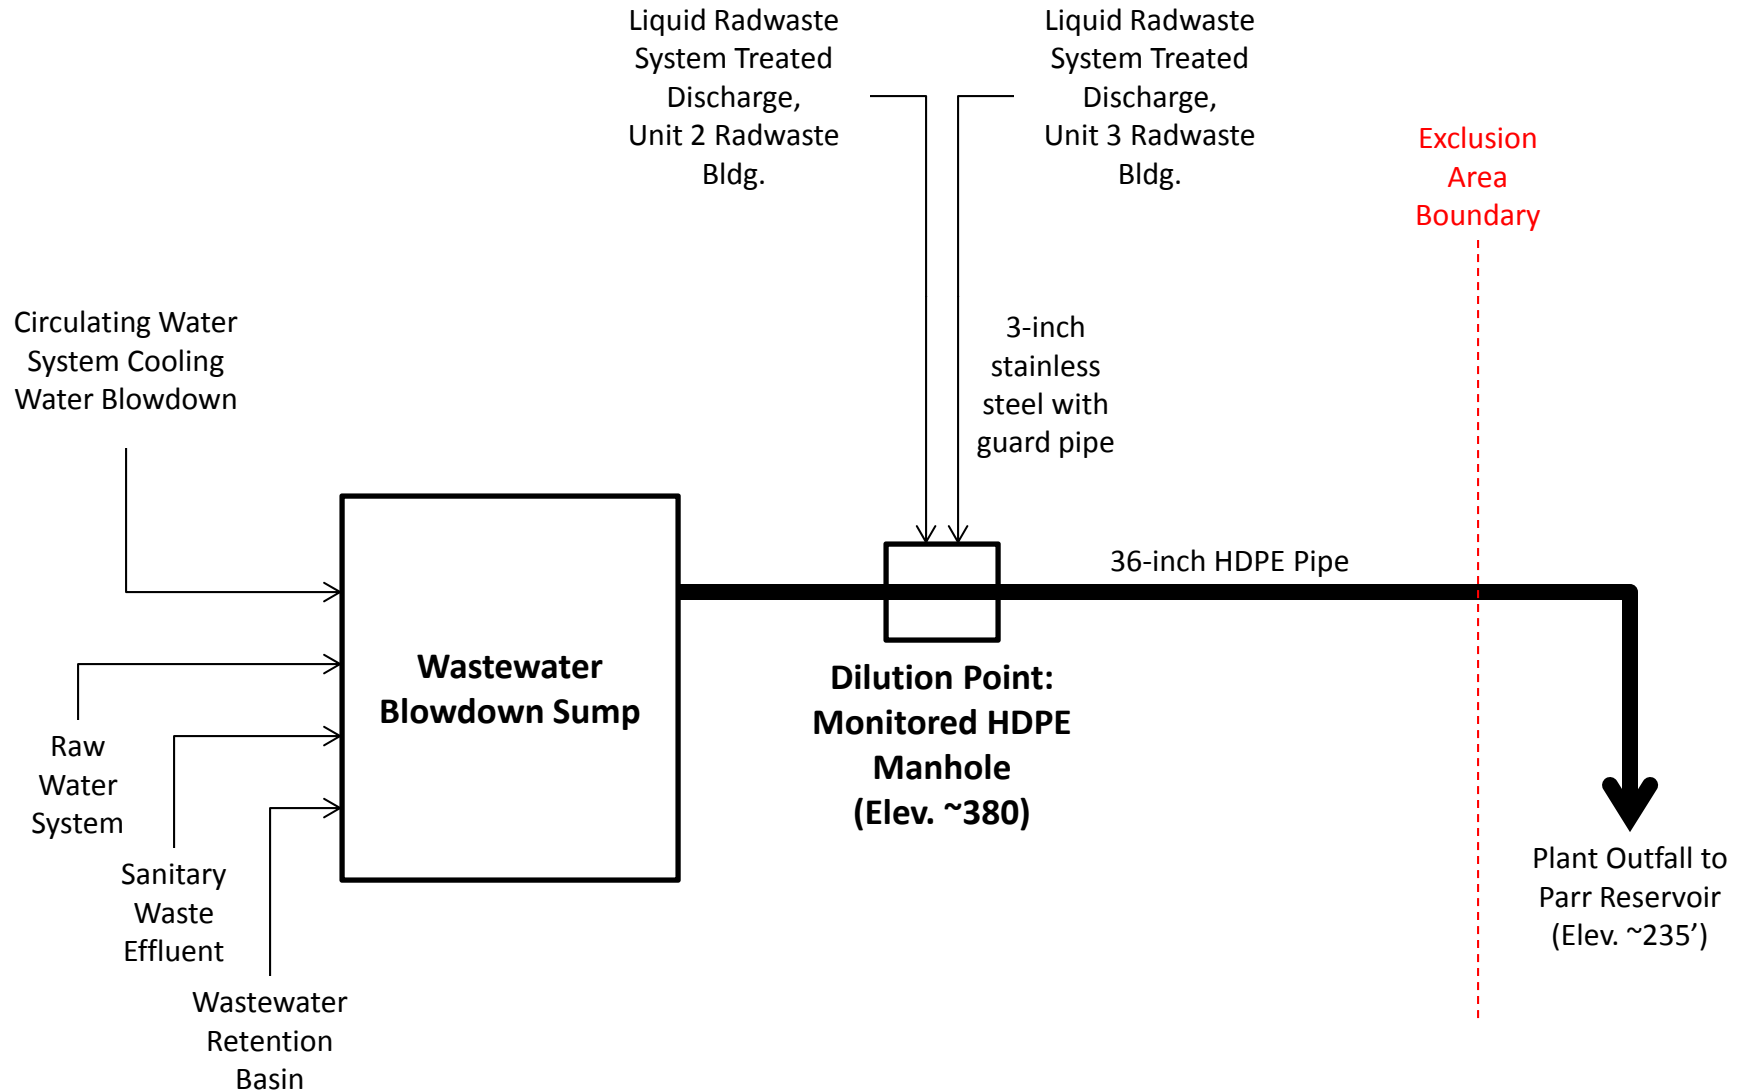 Liquid Radwaste
System Treated
Discharge,
Unit 2 Radwaste
Bldg.
Liquid Radwaste
System Treated
Discharge,
Unit 3 Radwaste
Bldg.
Exclusion
Area
Boundary
Circulating Water
System Cooling
Water Blowdown
3-inch
stainless
steel with
guard pipe
36-inch HDPE Pipe
Wastewater
Blowdown Sump
Dilution Point:
Monitored HDPE
Manhole
(Elev. ~380)
Raw
Water
System
Sanitary
Waste
Effluent
Wastewater
Retention
Basin
Plant Outfall to
Parr Reservoir
(Elev. ~235’)